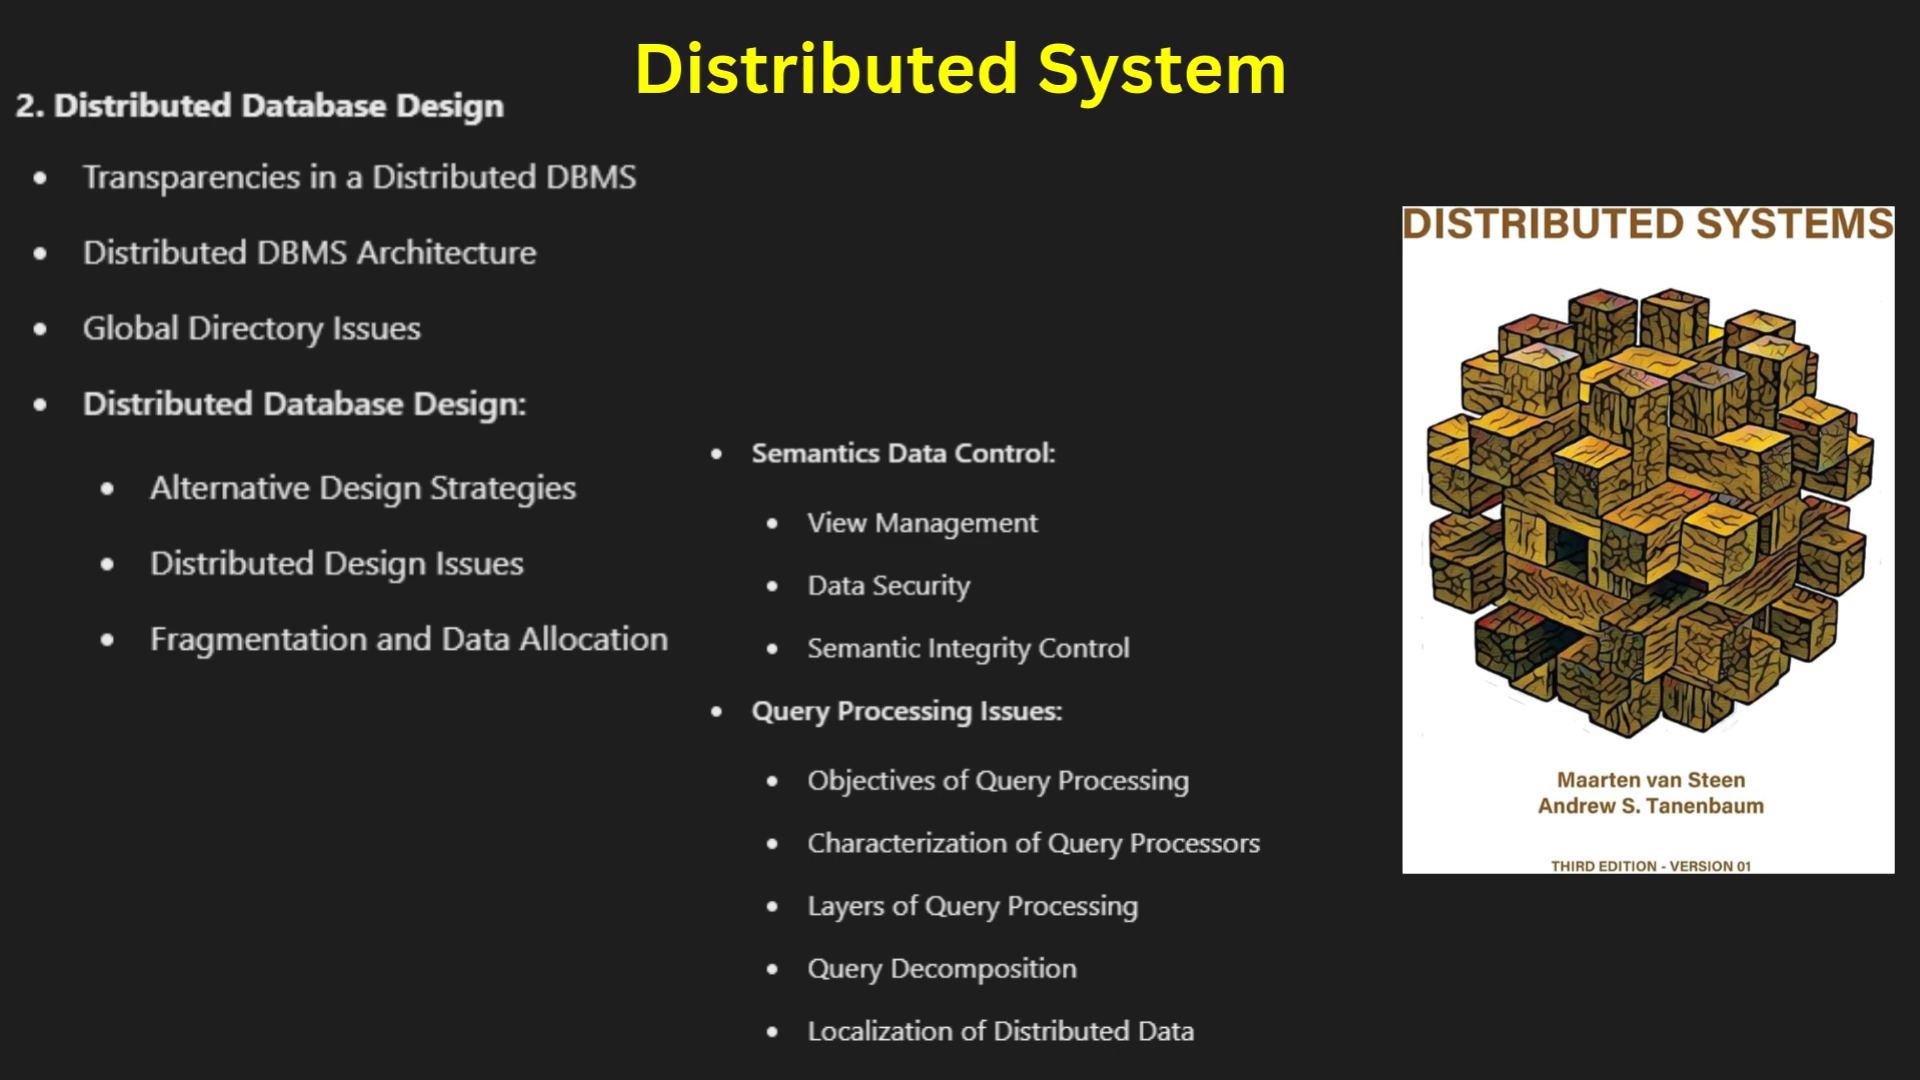 Distributed System
2. Distributed Database Design
Transparencies in a Distributed DBMS
Distributed DBMS Architecture
Global Directory Issues
Distributed Database Design:
Alternative Design Strategies
Distributed Design Issues
Fragmentation and Data Allocation
Semantics Data Control:
View Management
Data Security
Semantic Integrity Control
Query Processing Issues:
Objectives of Query Processing
Characterization of Query Processors
Layers of Query Processing
Query Decomposition
Localization of Distributed Data
DISTRIBUTED SYSTEMS
Maarten van Steen
Andrew S. Tanenbaum
THIRD EDITION - VERSION 01